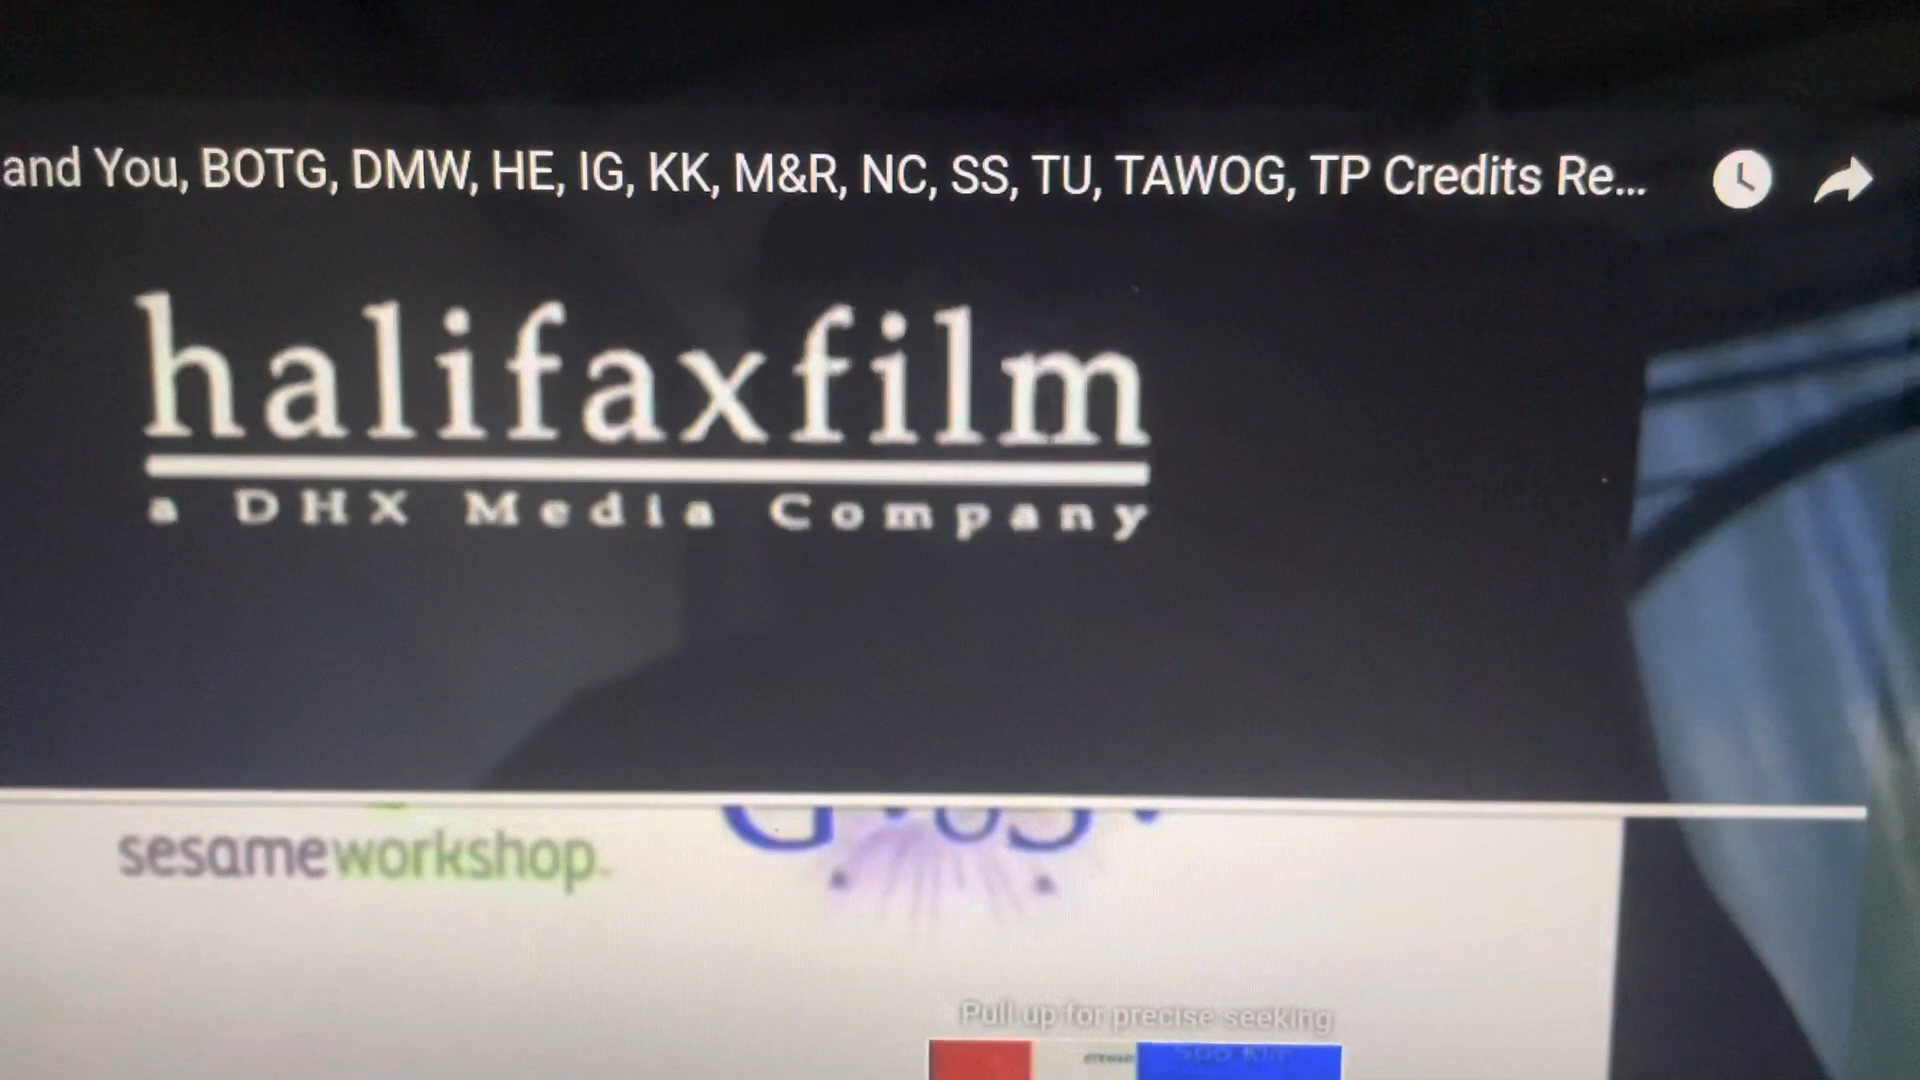 and You, BOTG, DMW, HE, IG, KK, M&R, NC, SS, TU, TAWOG, TP Credits Re...
halifaxfilm
a DHX Media Company
sesameworkshop.
Pull up for precise seeking